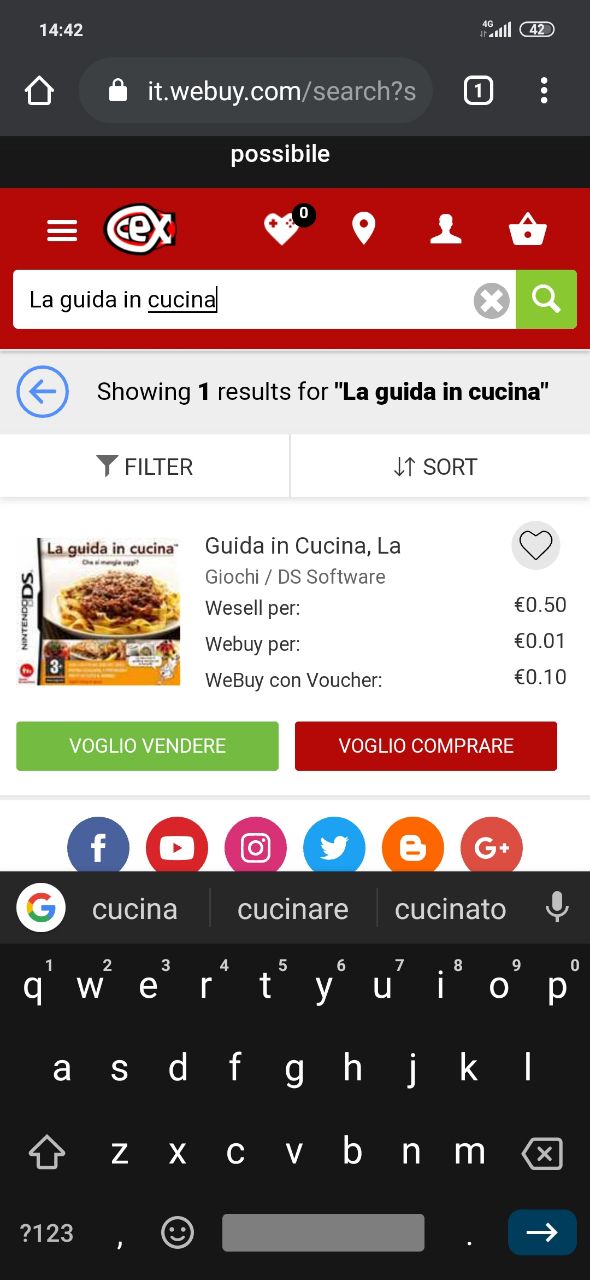 14:42
4G
42
it.webuy.com/search?s
1
possibile
cex
0
La guida in cucina
Showing 1 results for "La guida in cucina"
FILTER
SORT
La guida in cucina™
Che si mangia oggi?
NINTENDO DS
3+
Guida in Cucina, La
Giochi / DS Software
Wesell per:
€0.50
Webuy per:
€0.01
WeBuy con Voucher:
€0.10
VOGLIO VENDERE
VOGLIO COMPRARE
f
G+
G
cucina
cucinare
cucinato
q1 w2 e3 r4 t5 y6 u7 i8 o9 p0
a s d f g h j k l
z x c v b n m
?123 , .